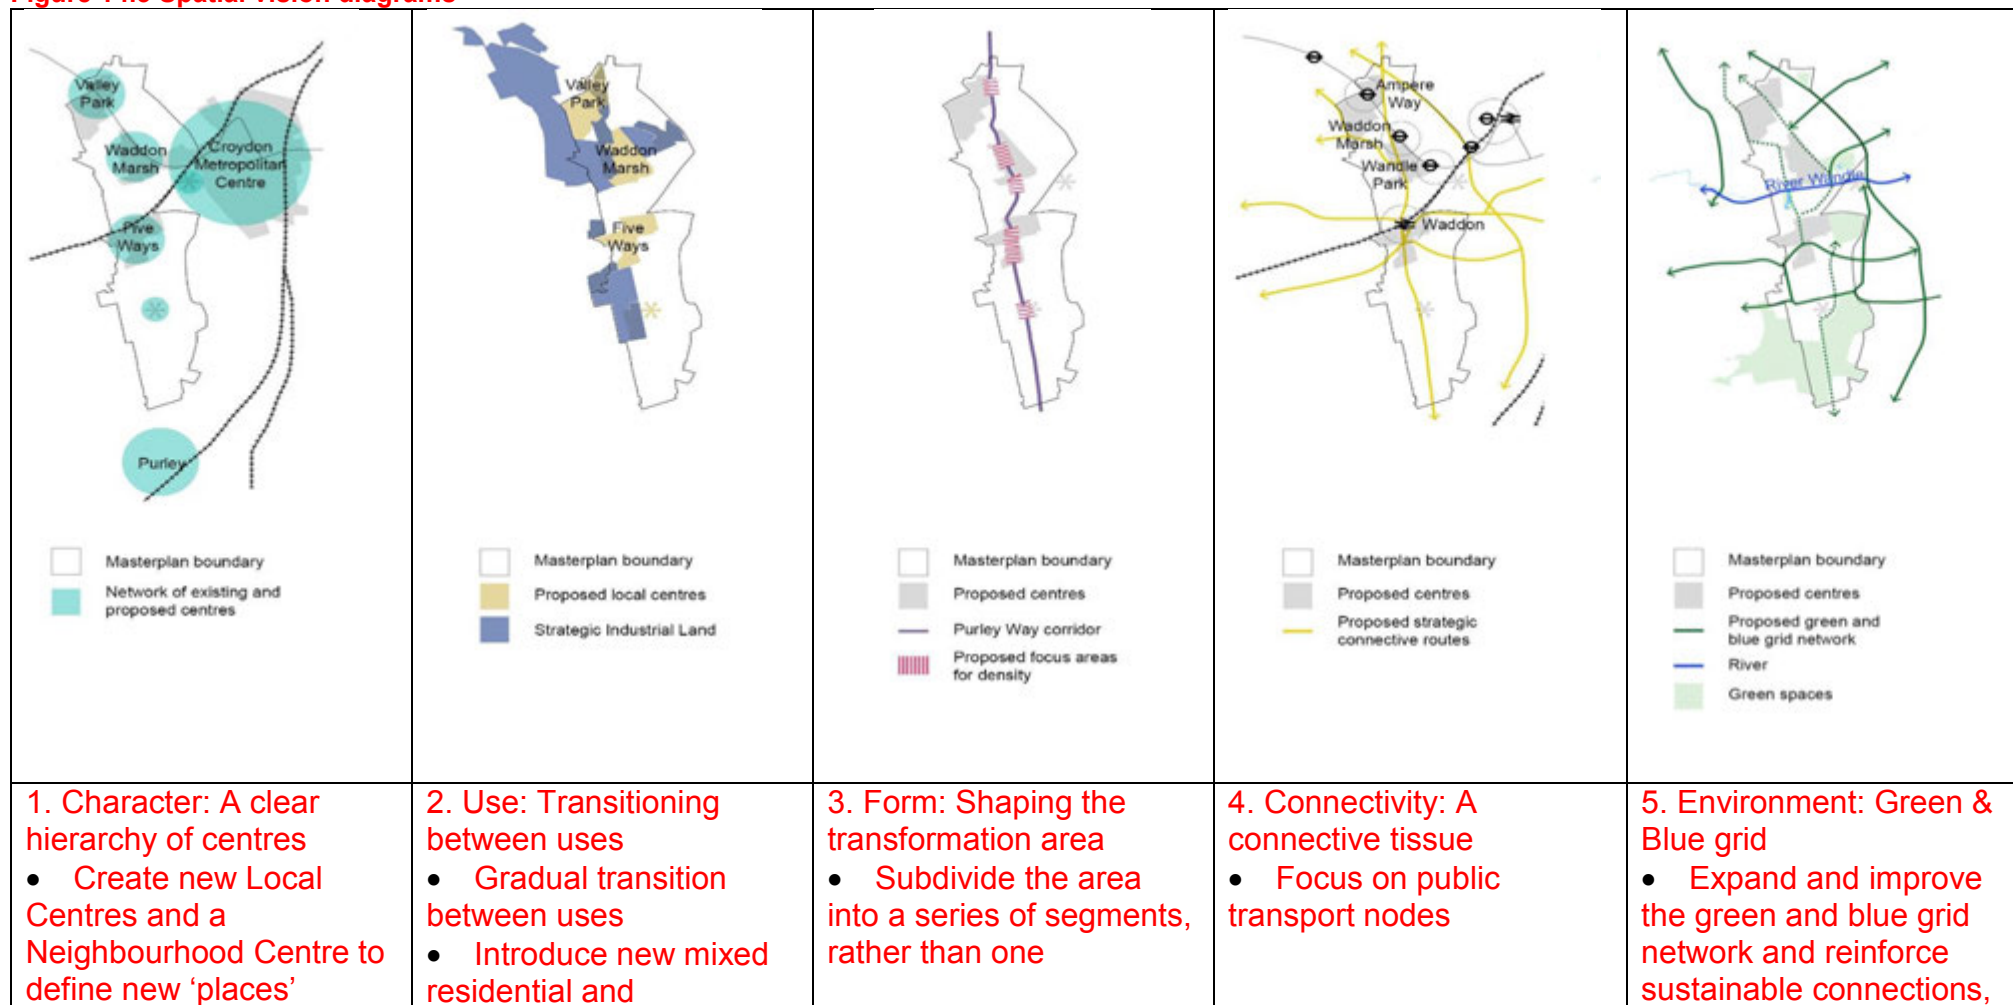 Valley
Park
Waddon
Marsh
Croydon
Metropolitan
Centre
Five
Ways
Purley
Masterplan boundary
Network of existing and
proposed centres
Valley
Park
Waddon
Marsh
Five
Ways
Masterplan boundary
Proposed local centres
Strategic Industrial Land
Masterplan boundary
Proposed centres
Purley Way corridor
Proposed focus areas
for density
Ampere
Way
Waddon
Marsh
Wandle
Park
Waddon
Masterplan boundary
Proposed centres
Proposed strategic
connective routes
River Wandle
Masterplan boundary
Proposed centres
Proposed green and
blue grid network
River
Green spaces
1. Character: A clear
hierarchy of centres
• Create new Local
Centres and a
Neighbourhood Centre to
define new ‘places’
2. Use: Transitioning
between uses
• Gradual transition
between uses
• Introduce new mixed
residential and
3. Form: Shaping the
transformation area
• Subdivide the area
into a series of segments,
rather than one
4. Connectivity: A
connective tissue
• Focus on public
transport nodes
5. Environment: Green &
Blue grid
• Expand and improve
the green and blue grid
network and reinforce
sustainable connections,